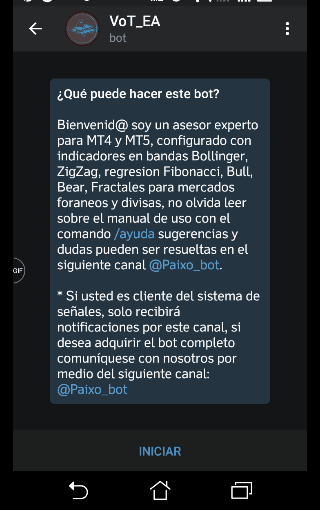 VoT_EA
bot
¿Qué puede hacer este bot?
Bienvenid@ soy un asesor experto
para MT4 y MT5, configurado con
indicadores en bandas Bollinger,
ZigZag, regresion Fibonacci, Bull,
Bear, Fractales para mercados
foraneos y divisas, no olvida leer
sobre el manual de uso con el
comando /ayuda sugerencias y
dudas pueden ser resueltas en el
siguiente canal @Paixo_bot.
GIF
* Si usted es cliente del sistema de
señales, solo recibirá
notificaciones por este canal, si
desea adquirir el bot completo
comuníquese con nosotros por
medio del siguiente canal:
@Paixo_bot
INICIAR